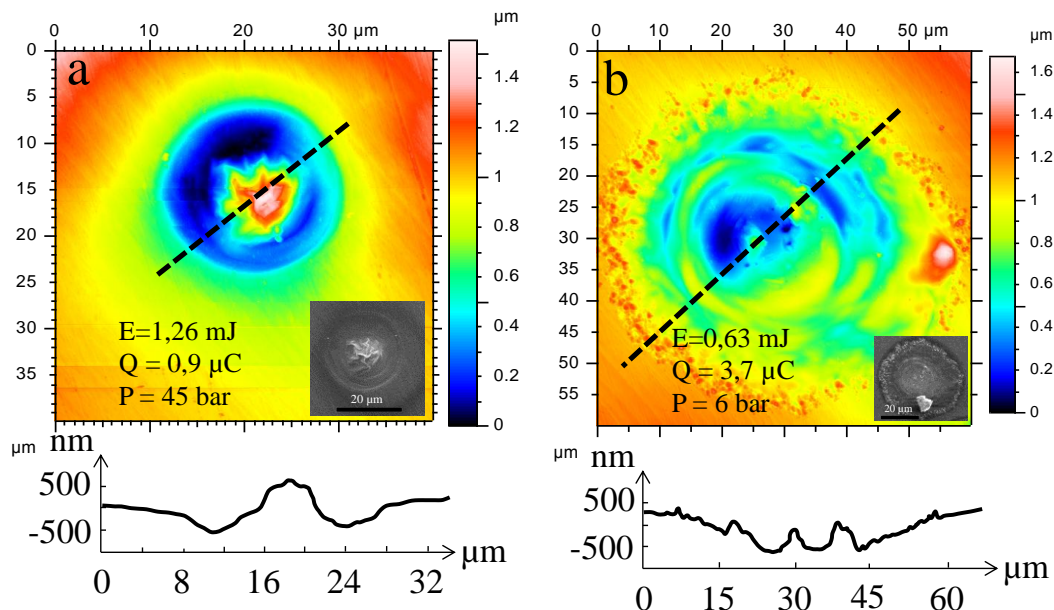 µm
0 10 20 30 µm
a
0
5
10
15
20
25
30
35
µm
E=1,26 mJ
Q = 0,9 µC
P = 45 bar
20 µm
1.4
1.2
1
0.8
0.6
0.4
0.2
0
nm
500
-500
µm
0 8 16 24 32
µm
0 10 20 30 40 50 µm
b
0
5
10
15
20
25
30
35
40
45
50
55
µm
E=0,63 mJ
Q = 3,7 µC
P = 6 bar
20 µm
1.6
1.4
1.2
1
0.8
0.6
0.4
0.2
0
nm
500
-500
µm
0 15 30 45 60